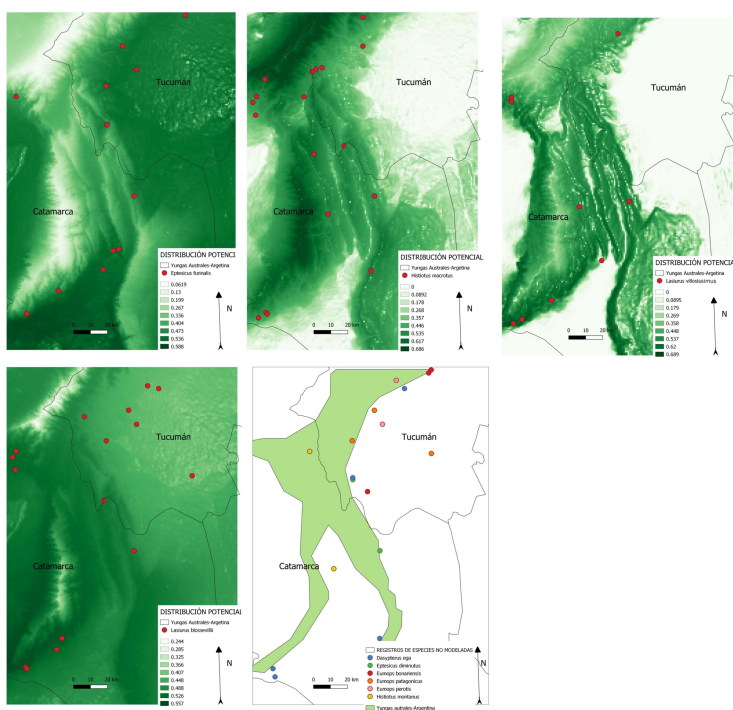 Tucumán
Catamarca
DISTRIBUCIÓN POTENCI
Yungas Australes-Argetina
Eptesicus furinalis
0.0619
0.13
0.199
0.267
0.336
0.404
0.473
0.536
0.588
0 10 20 km
N
Tucumán
Catamarca
DISTRIBUCIÓN POTENCIAL
Yungas Australes-Argetina
Histiotus macrotus
0
0.0892
0.178
0.268
0.357
0.446
0.535
0.617
0.686
0 10 20 km
N
Tucumán
Catamarca
DISTRIBUCIÓN POTENCIAL
Yungas Australes-Argetina
Lasiurus villosissimus
0
0.0895
0.179
0.269
0.358
0.448
0.537
0.62
0.689
0 10 20 km
N
Tucumán
Catamarca
DISTRIBUCIÓN POTENCIAL
Yungas Australes-Argetina
Lasiurus blossevillii
0.244
0.285
0.325
0.366
0.407
0.448
0.488
0.526
0.557
0 10 20 km
N
Tucumán
Catamarca
REGISTROS DE ESPECIES NO MODELADAS
Dasypterus ega
Eptesicus diminutus
Eumops bonariensis
Eumops patagonicus
Eumops perotis
Histiotus montanus
Yungas autrales-Argentina
0 10 20 km
N